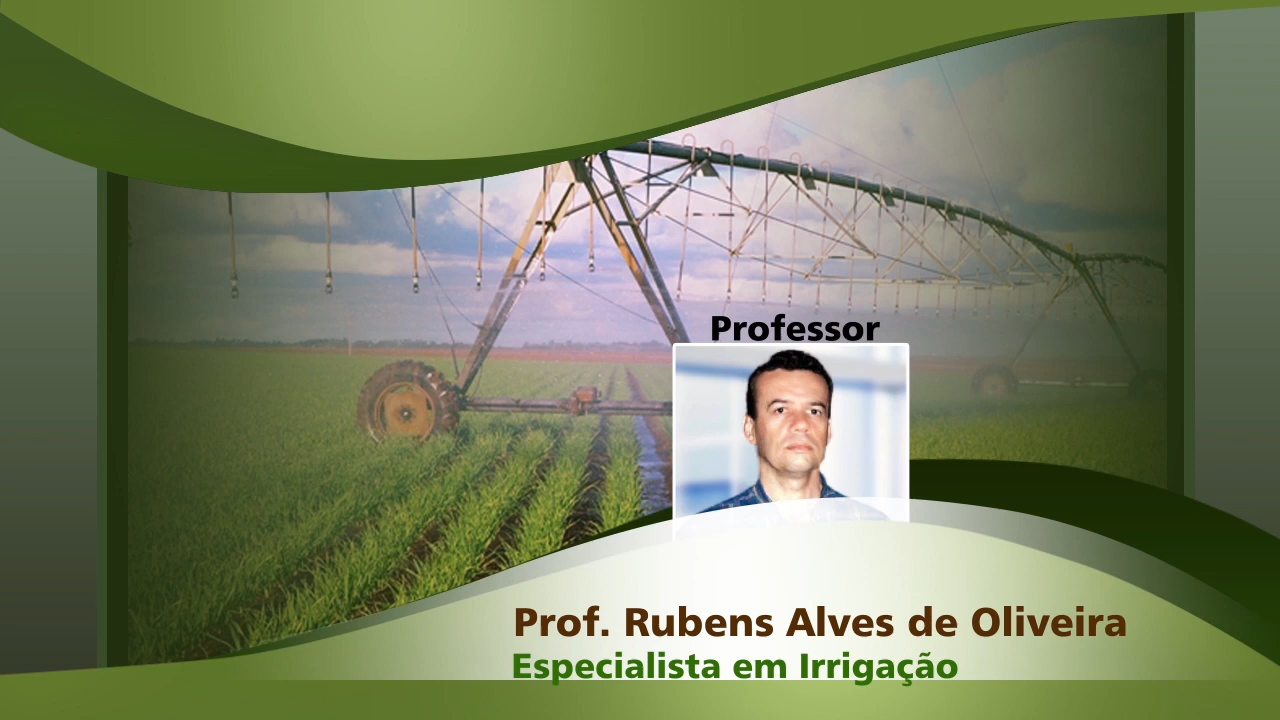 Professor
Prof. Rubens Alves de Oliveira
Especialista em Irrigação